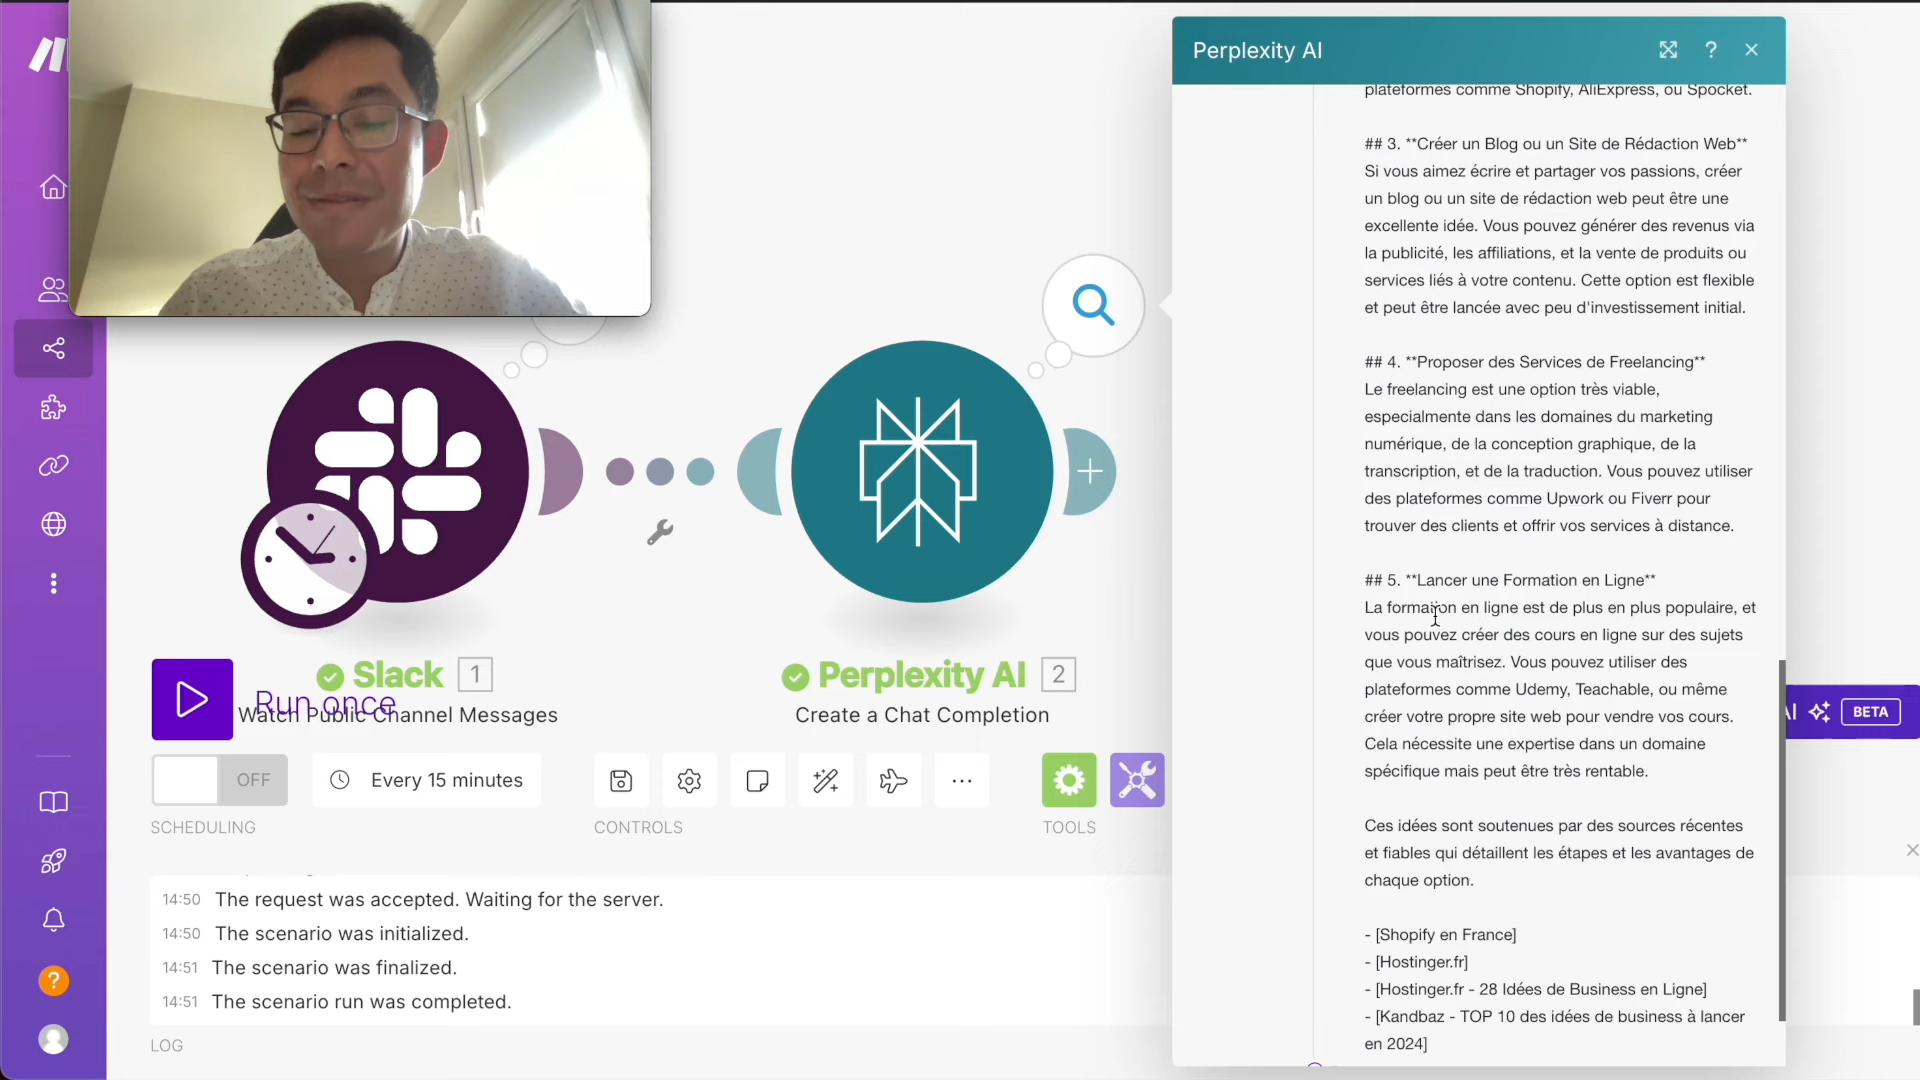 Perplexity AI
?
plateformes comme Shopify, AliExpress, ou Spocket.
## 3. **Créer un Blog ou un Site de Rédaction Web**
Si vous aimez écrire et partager vos passions, créer
un blog ou un site de rédaction web peut être une
excellente idée. Vous pouvez générer des revenus via
la publicité, les affiliations, et la vente de produits ou
services liés à votre contenu. Cette option est flexible
et peut être lancée avec peu d'investissement initial.
## 4. **Proposer des Services de Freelancing**
Le freelancing est une option très viable,
especialmente dans les domaines du marketing
numérique, de la conception graphique, de la
transcription, et de la traduction. Vous pouvez utiliser
des plateformes comme Upwork ou Fiverr pour
trouver des clients et offrir vos services à distance.
## 5. **Lancer une Formation en Ligne**
La formation en ligne est de plus en plus populaire, et
vous pouvez créer des cours en ligne sur des sujets
que vous maîtrisez. Vous pouvez utiliser des
plateformes comme Udemy, Teachable, ou même
créer votre propre site web pour vendre vos cours.
Cela nécessite une expertise dans un domaine
spécifique mais peut être très rentable.
Ces idées sont soutenues par des sources récentes
et fiables qui détaillent les étapes et les avantages de
chaque option.
- [Shopify en France]
- [Hostinger.fr]
- [Hostinger.fr - 28 Idées de Business en Ligne]
- [Kandbaz - TOP 10 des idées de business à lancer
en 2024]
Slack 1
Watch Public Channel Messages
Perplexity AI 2
Create a Chat Completion
Run once
AI BETA
OFF
Every 15 minutes
SCHEDULING
CONTROLS
TOOLS
14:50 The request was accepted. Waiting for the server.
14:50 The scenario was initialized.
14:51 The scenario was finalized.
14:51 The scenario run was completed.
LOG
?